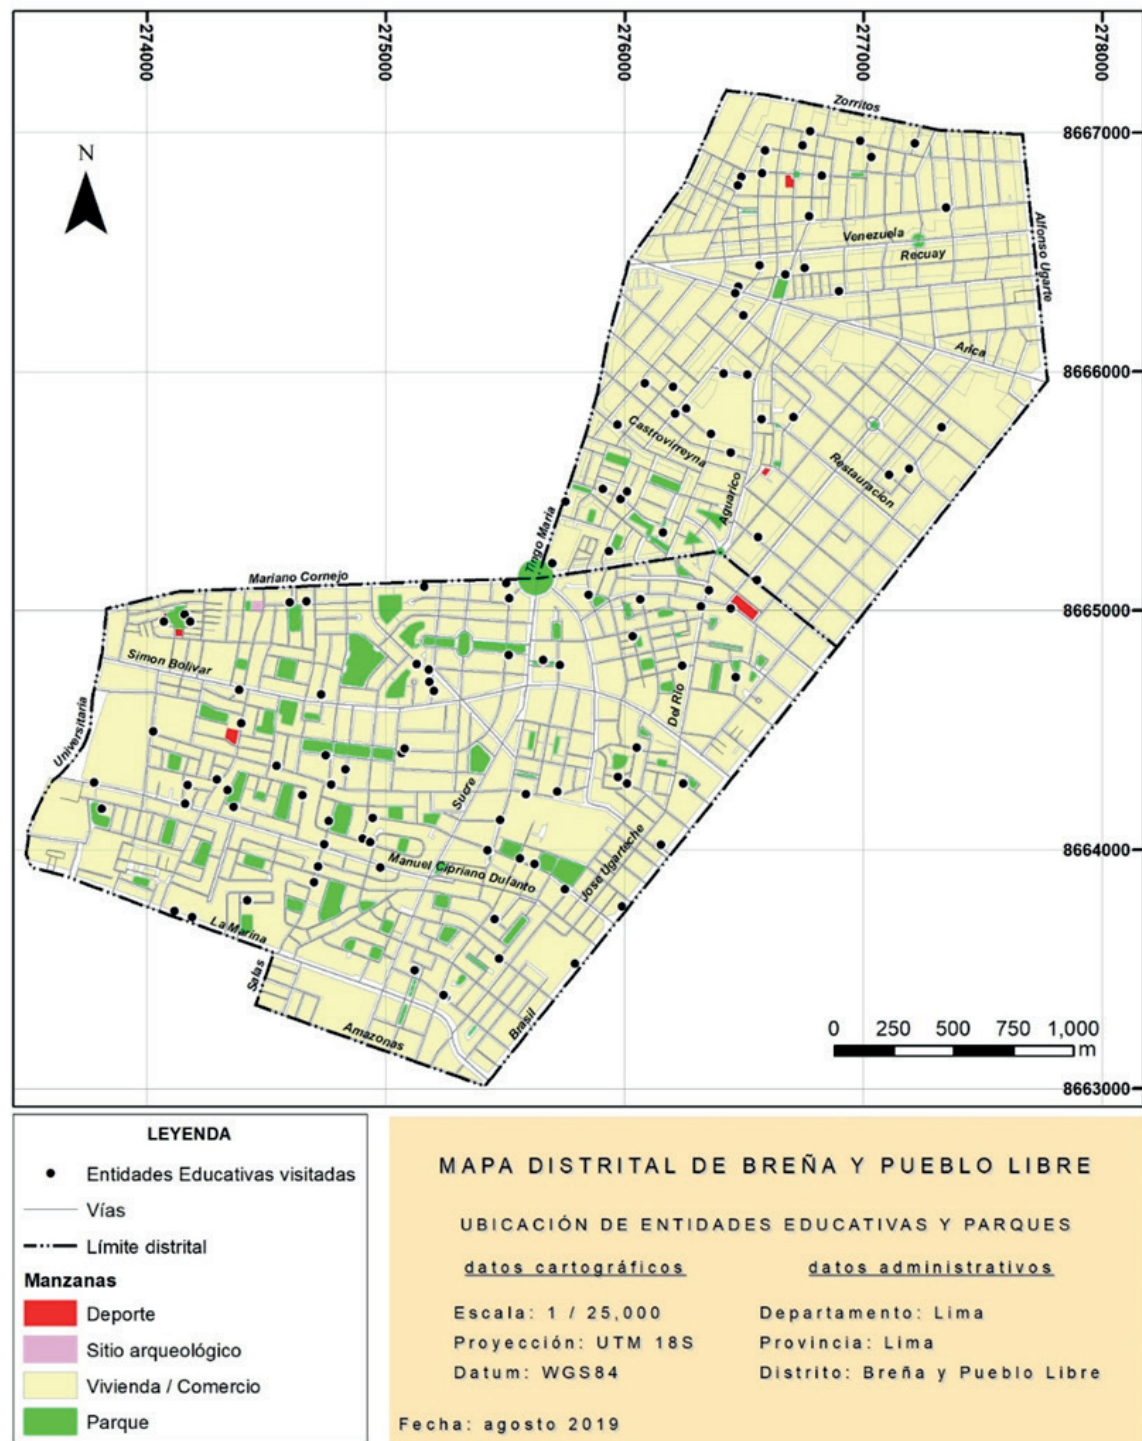 274000
275000
276000
277000
278000
N
Zorritos
8667000
Alfonso Ugarte
Venezuela
Recuay
Arica
8666000
Castrovirreyna
Restauracion
Aguarico
Tingo Maria
Mariano Cornejo
8665000
Simon Bolivar
Universitaria
Del Rio
Sucre
Jose Ugarteche
8664000
Manuel Cipriano Dulanto
La Marina
Salas
Brasil
Amazonas
0 250 500 750 1,000
m
8663000
LEYENDA
Entidades Educativas visitadas
Vías
Límite distrital
Manzanas
Deporte
Sitio arqueológico
Vivienda / Comercio
Parque
MAPA DISTRITAL DE BREÑA Y PUEBLO LIBRE
UBICACIÓN DE ENTIDADES EDUCATIVAS Y PARQUES
datos cartográficos
Escala: 1 / 25,000
Proyección: UTM 18S
Datum: WGS84
datos administrativos
Departamento: Lima
Provincia: Lima
Distrito: Breña y Pueblo Libre
Fecha: agosto 2019